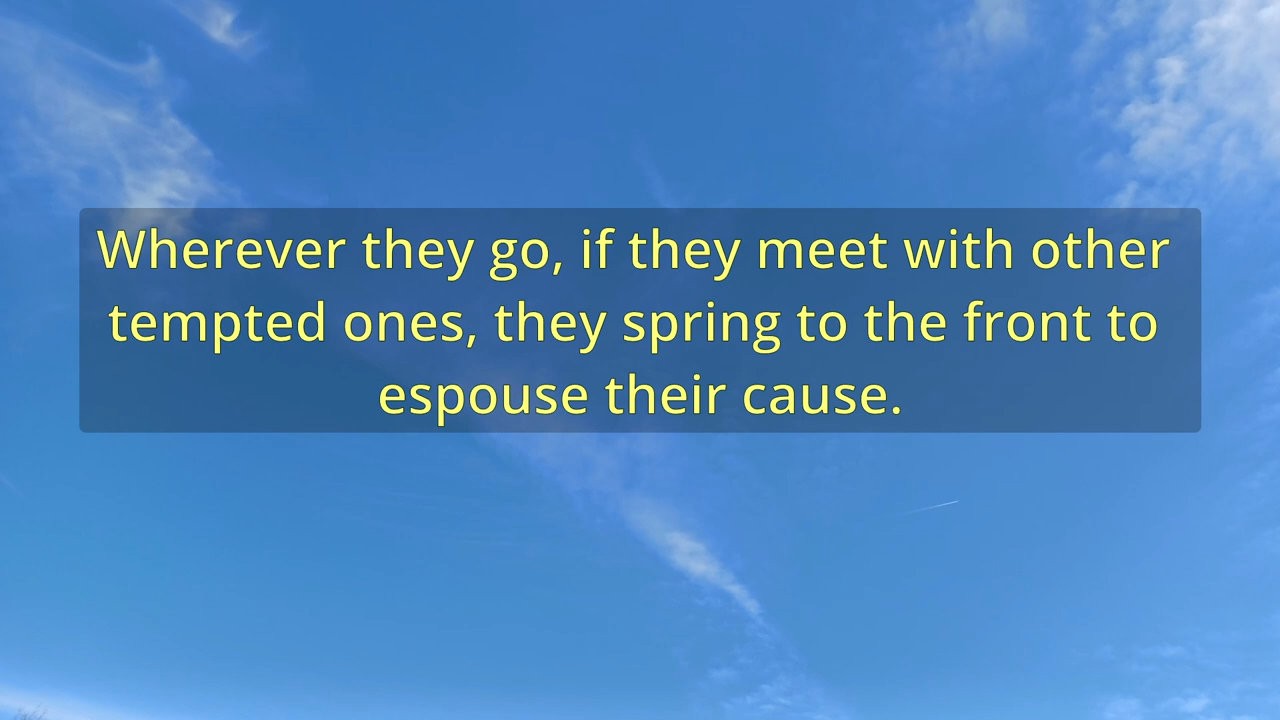 Wherever they go, if they meet with other
tempted ones, they spring to the front to
espouse their cause.